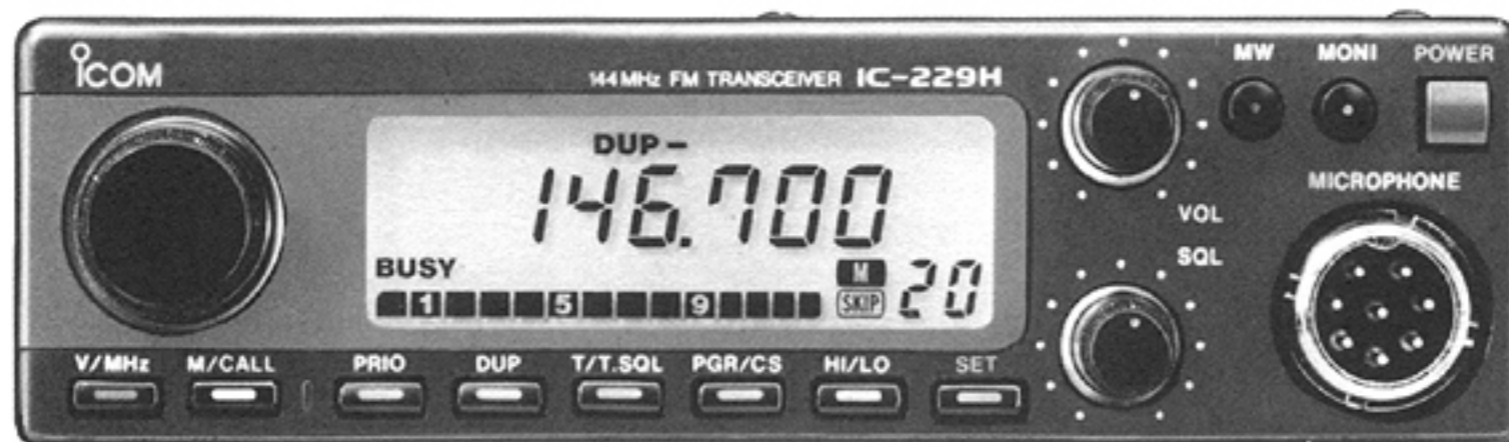 ICOM
144MHz FM TRANSCEIVER IC-229H
MW MONI POWER
DUP –
146.700
MICROPHONE
VOL
SQL
BUSY
M
1 5 9
SKIP 20
V/MHz M/CALL PRIO DUP T/T.SQL PGR/CS HI/LO SET